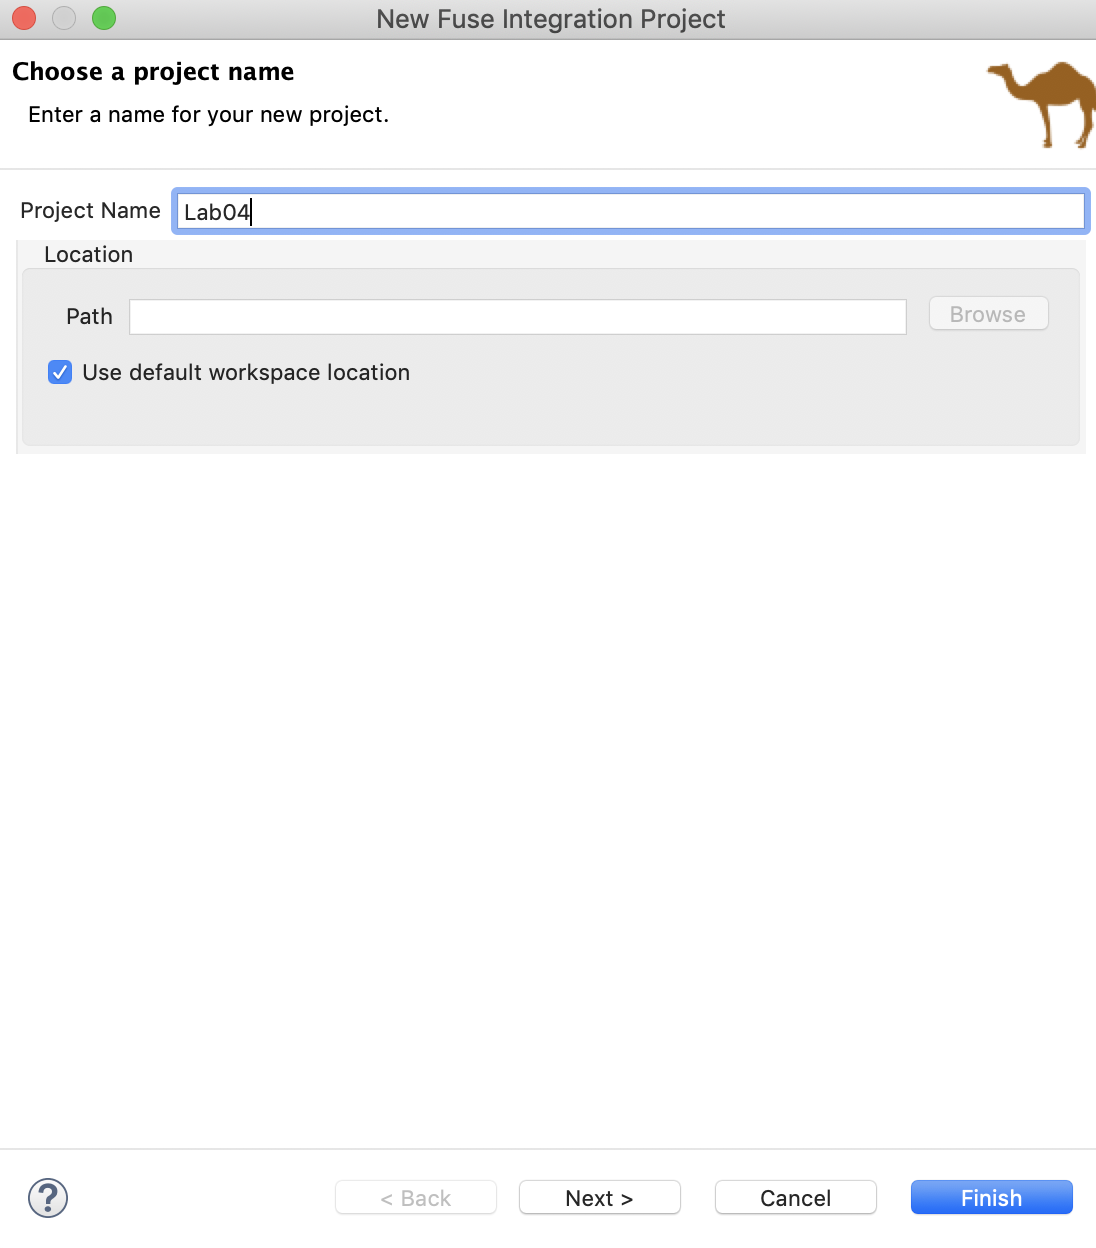 New Fuse Integration Project
Choose a project name
Enter a name for your new project.
Project Name Lab04
Location
Path Browse
Use default workspace location
? < Back Next > Cancel Finish